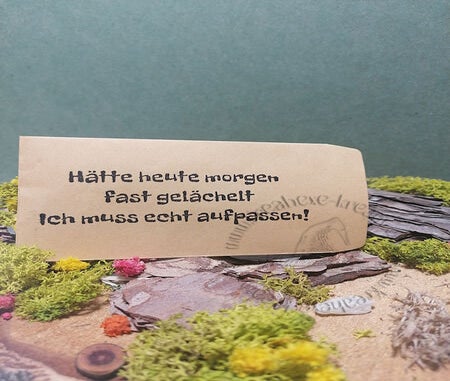 Hätte heute morgen
fast gelächelt
Ich muss echt aufpassen!